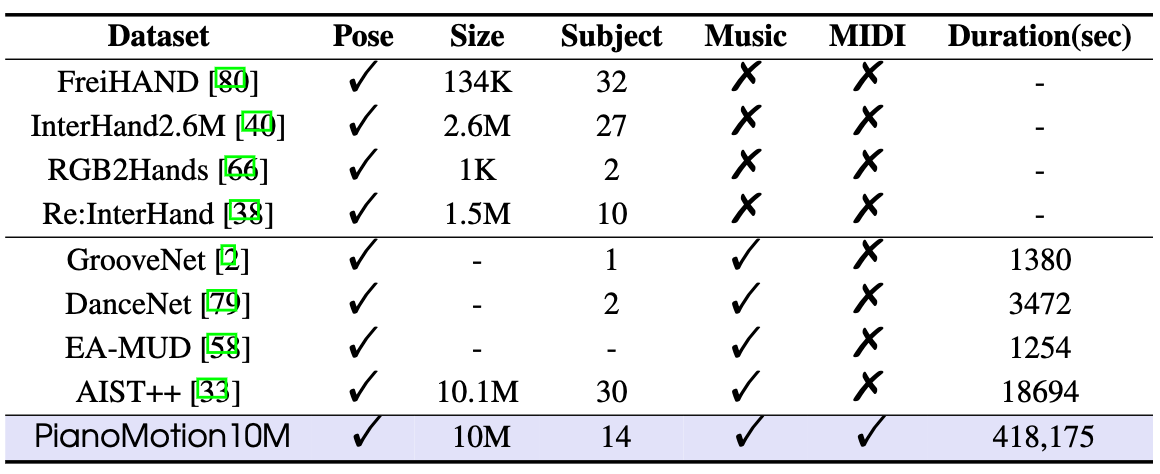 Dataset Pose Size Subject Music MIDI Duration(sec)
FreiHAND [80] ✓ 134K 32 ✗ ✗ -
InterHand2.6M [40] ✓ 2.6M 27 ✗ ✗ -
RGB2Hands [66] ✓ 1K 2 ✗ ✗ -
Re:InterHand [38] ✓ 1.5M 10 ✗ ✗ -
GrooveNet [2] ✓ - 1 ✓ ✗ 1380
DanceNet [79] ✓ - 2 ✓ ✗ 3472
EA-MUD [58] ✓ - - ✓ ✗ 1254
AIST++ [33] ✓ 10.1M 30 ✓ ✗ 18694
PianoMotion10M ✓ 10M 14 ✓ ✓ 418,175